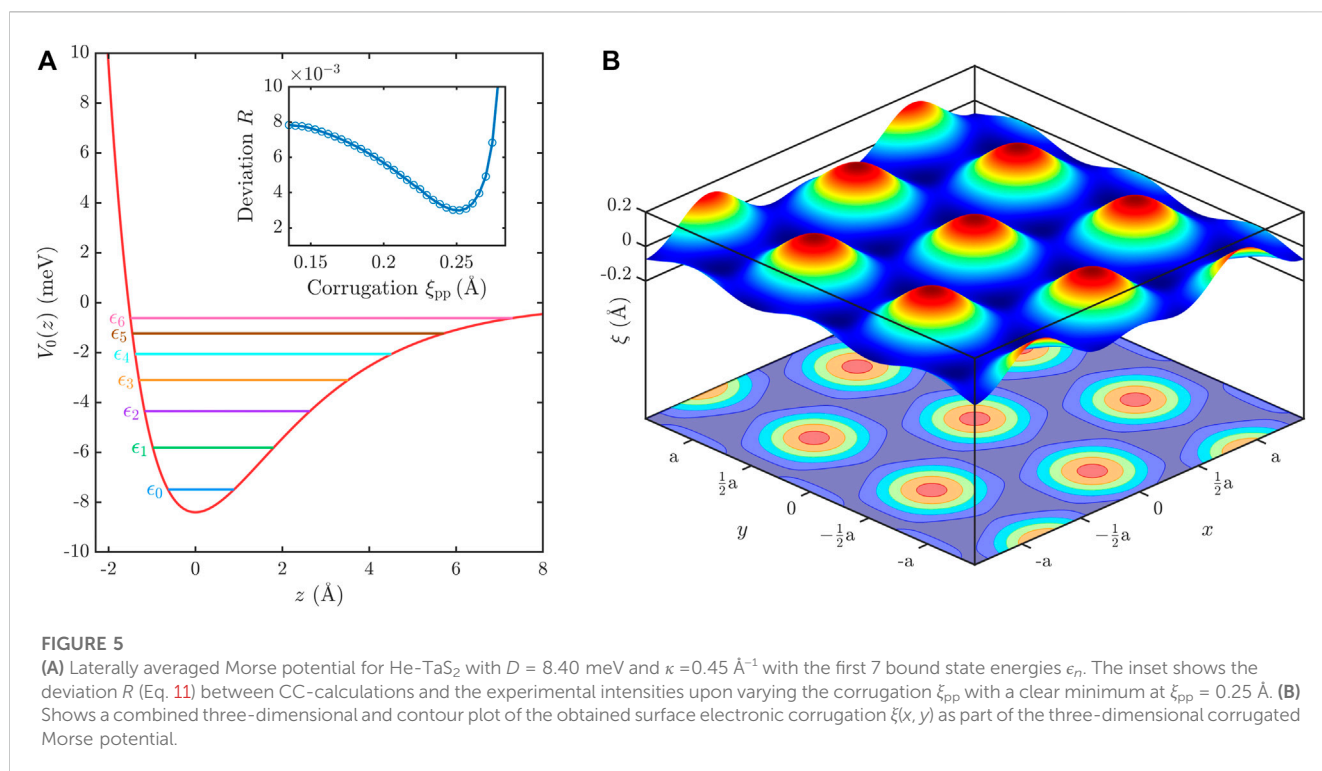 A
10
8
6
4
2
0
-2
-4
-6
-8
-10
V₀(z) (meV)
-2 0 2 4 6 8
z (Å)
ϵ₆
ϵ₅
ϵ₄
ϵ₃
ϵ₂
ϵ₁
ϵ₀
×10⁻³
10
8
6
4
2
Deviation R
0.15 0.2 0.25
Corrugation ξpp (Å)
B
0.2
0
-0.2
ξ (Å)
a
½a
0
−½a
-a
y
a
½a
0
−½a
-a
x
FIGURE 5
(A) Laterally averaged Morse potential for He-TaS₂ with D = 8.40 meV and κ =0.45 Å⁻¹ with the first 7 bound state energies ϵₙ. The inset shows the
deviation R (Eq. 11) between CC-calculations and the experimental intensities upon varying the corrugation ξpp with a clear minimum at ξpp = 0.25 Å. (B)
Shows a combined three-dimensional and contour plot of the obtained surface electronic corrugation ξ(x, y) as part of the three-dimensional corrugated
Morse potential.